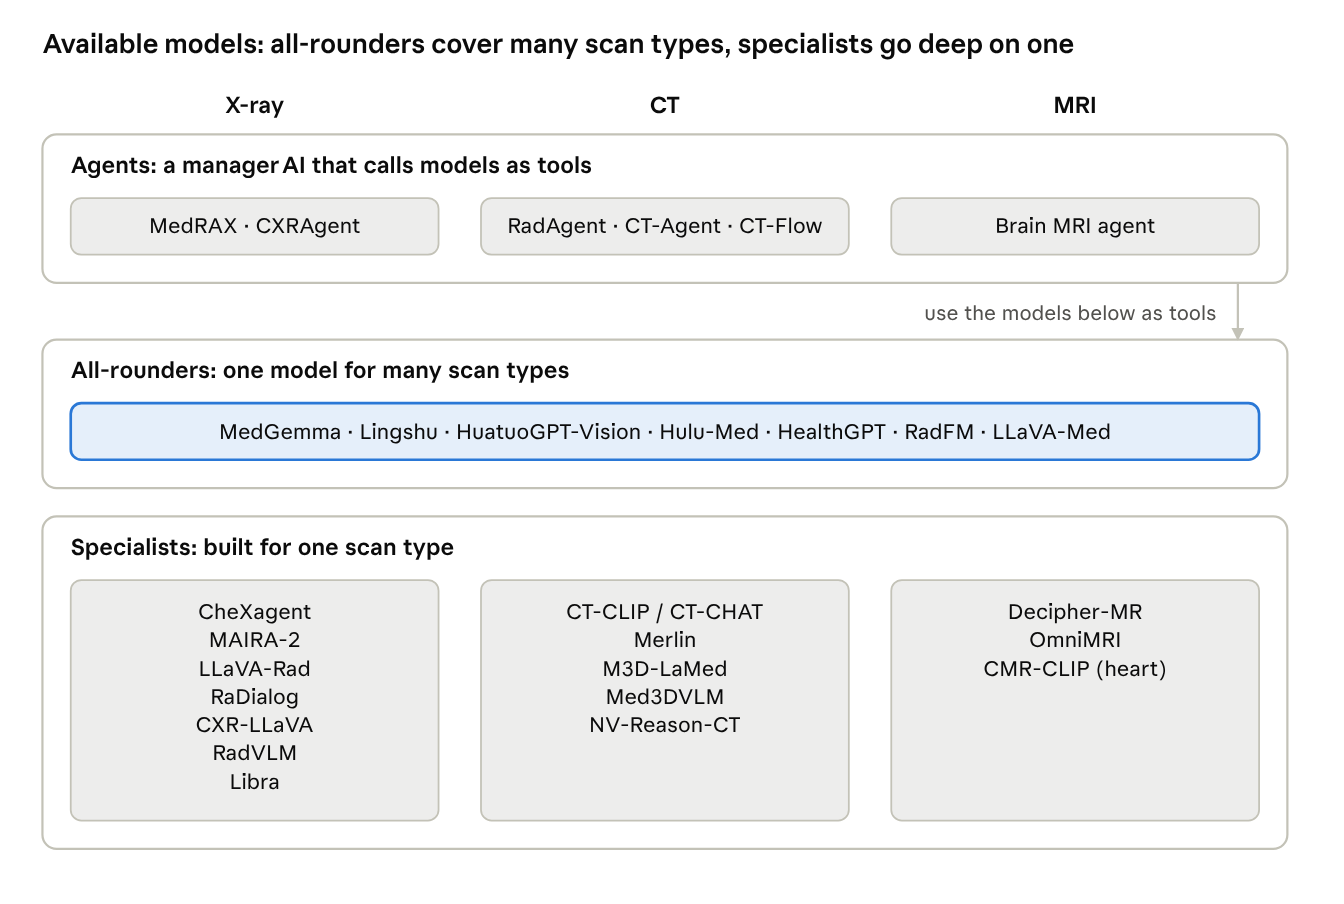 Available models: all-rounders cover many scan types, specialists go deep on one
X-ray
CT
MRI
Agents: a manager AI that calls models as tools
MedRAX · CXRAgent
RadAgent · CT-Agent · CT-Flow
Brain MRI agent
use the models below as tools
All-rounders: one model for many scan types
MedGemma · Lingshu · HuatuoGPT-Vision · Hulu-Med · HealthGPT · RadFM · LLaVA-Med
Specialists: built for one scan type
CheXagent
MAIRA-2
LLaVA-Rad
RaDialog
CXR-LLaVA
RadVLM
Libra
CT-CLIP / CT-CHAT
Merlin
M3D-LaMed
Med3DVLM
NV-Reason-CT
Decipher-MR
OmniMRI
CMR-CLIP (heart)